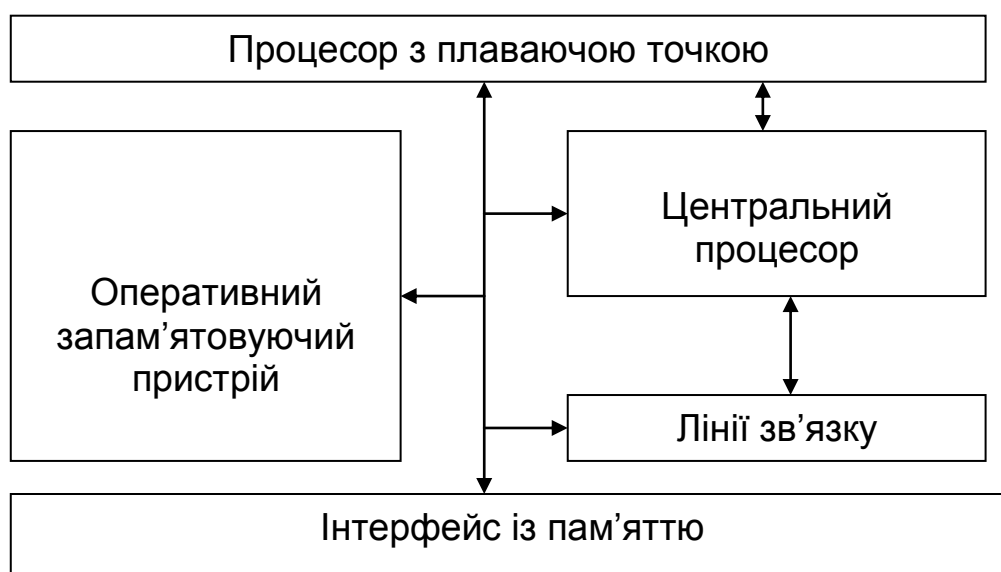 Процесор з плаваючою точкою
Центральний
процесор
Оперативний
запам’ятовуючий
пристрій
Лінії зв’язку
Інтерфейс із пам’яттю